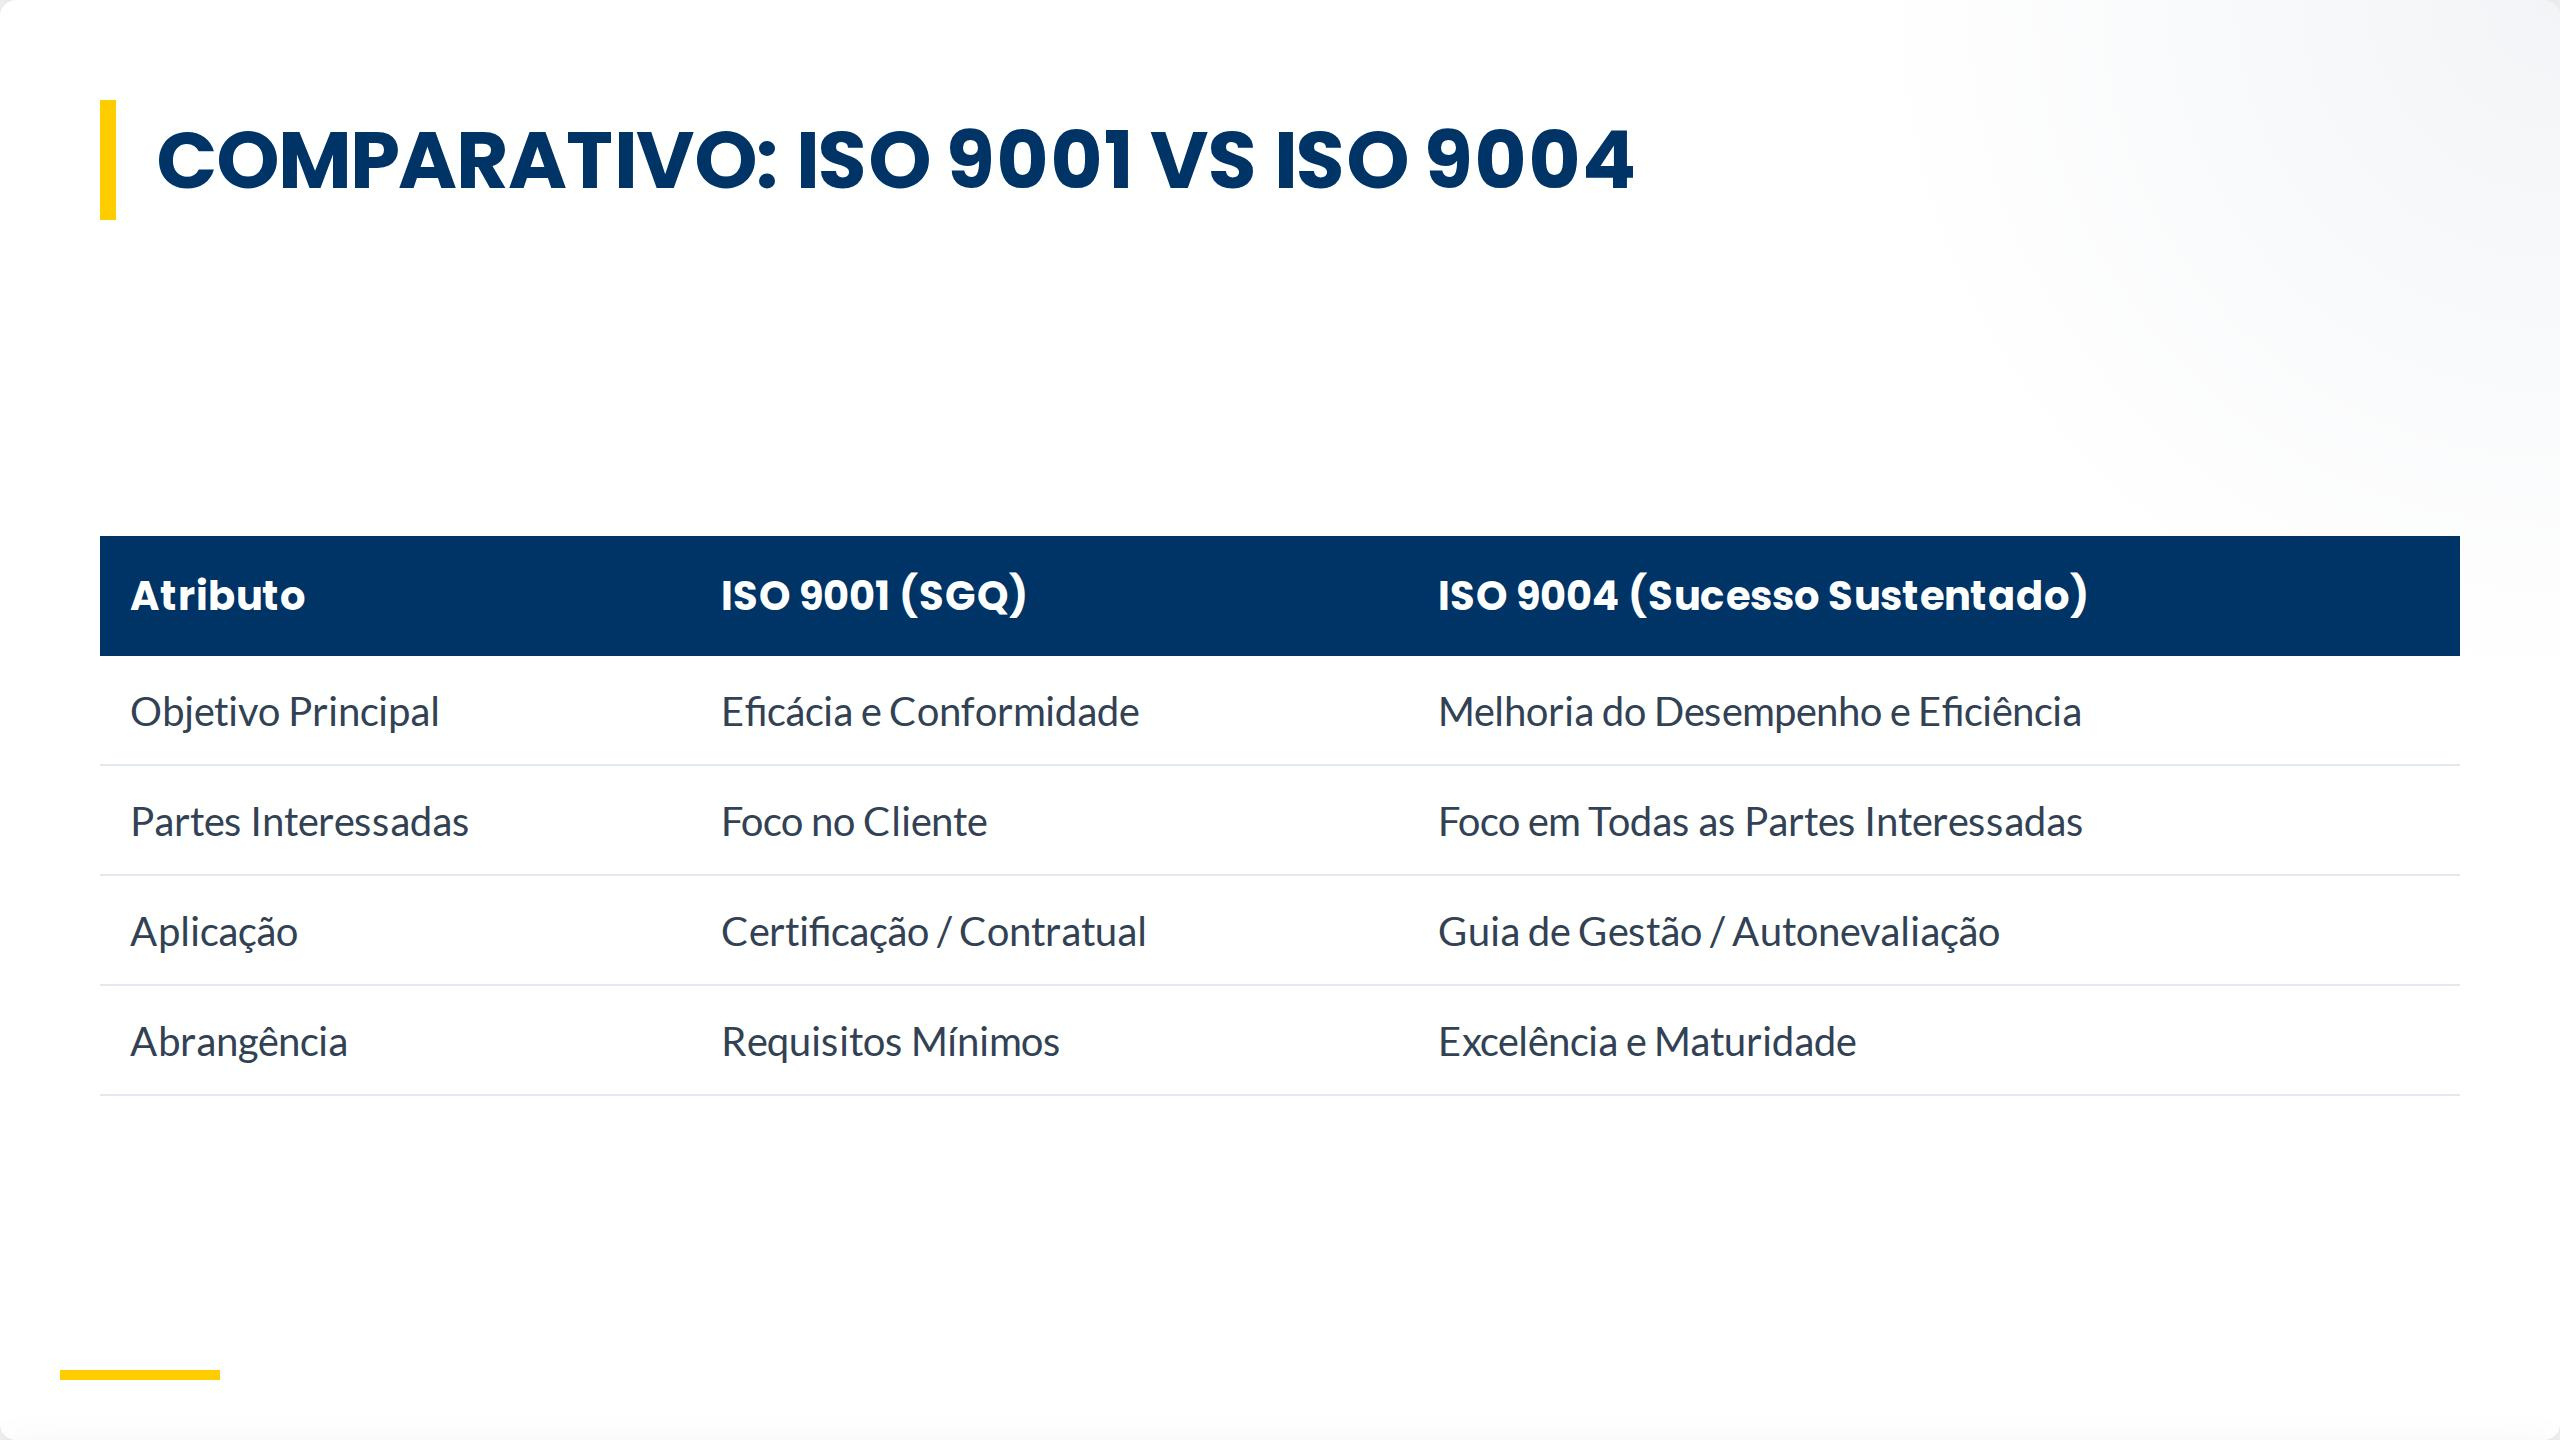 COMPARATIVO: ISO 9001 VS ISO 9004
Atributo ISO 9001 (SGQ) ISO 9004 (Sucesso Sustentado)
Objetivo Principal Eficácia e Conformidade Melhoria do Desempenho e Eficiência
Partes Interessadas Foco no Cliente Foco em Todas as Partes Interessadas
Aplicação Certificação / Contratual Guia de Gestão / Autonevaliação
Abrangência Requisitos Mínimos Excelência e Maturidade